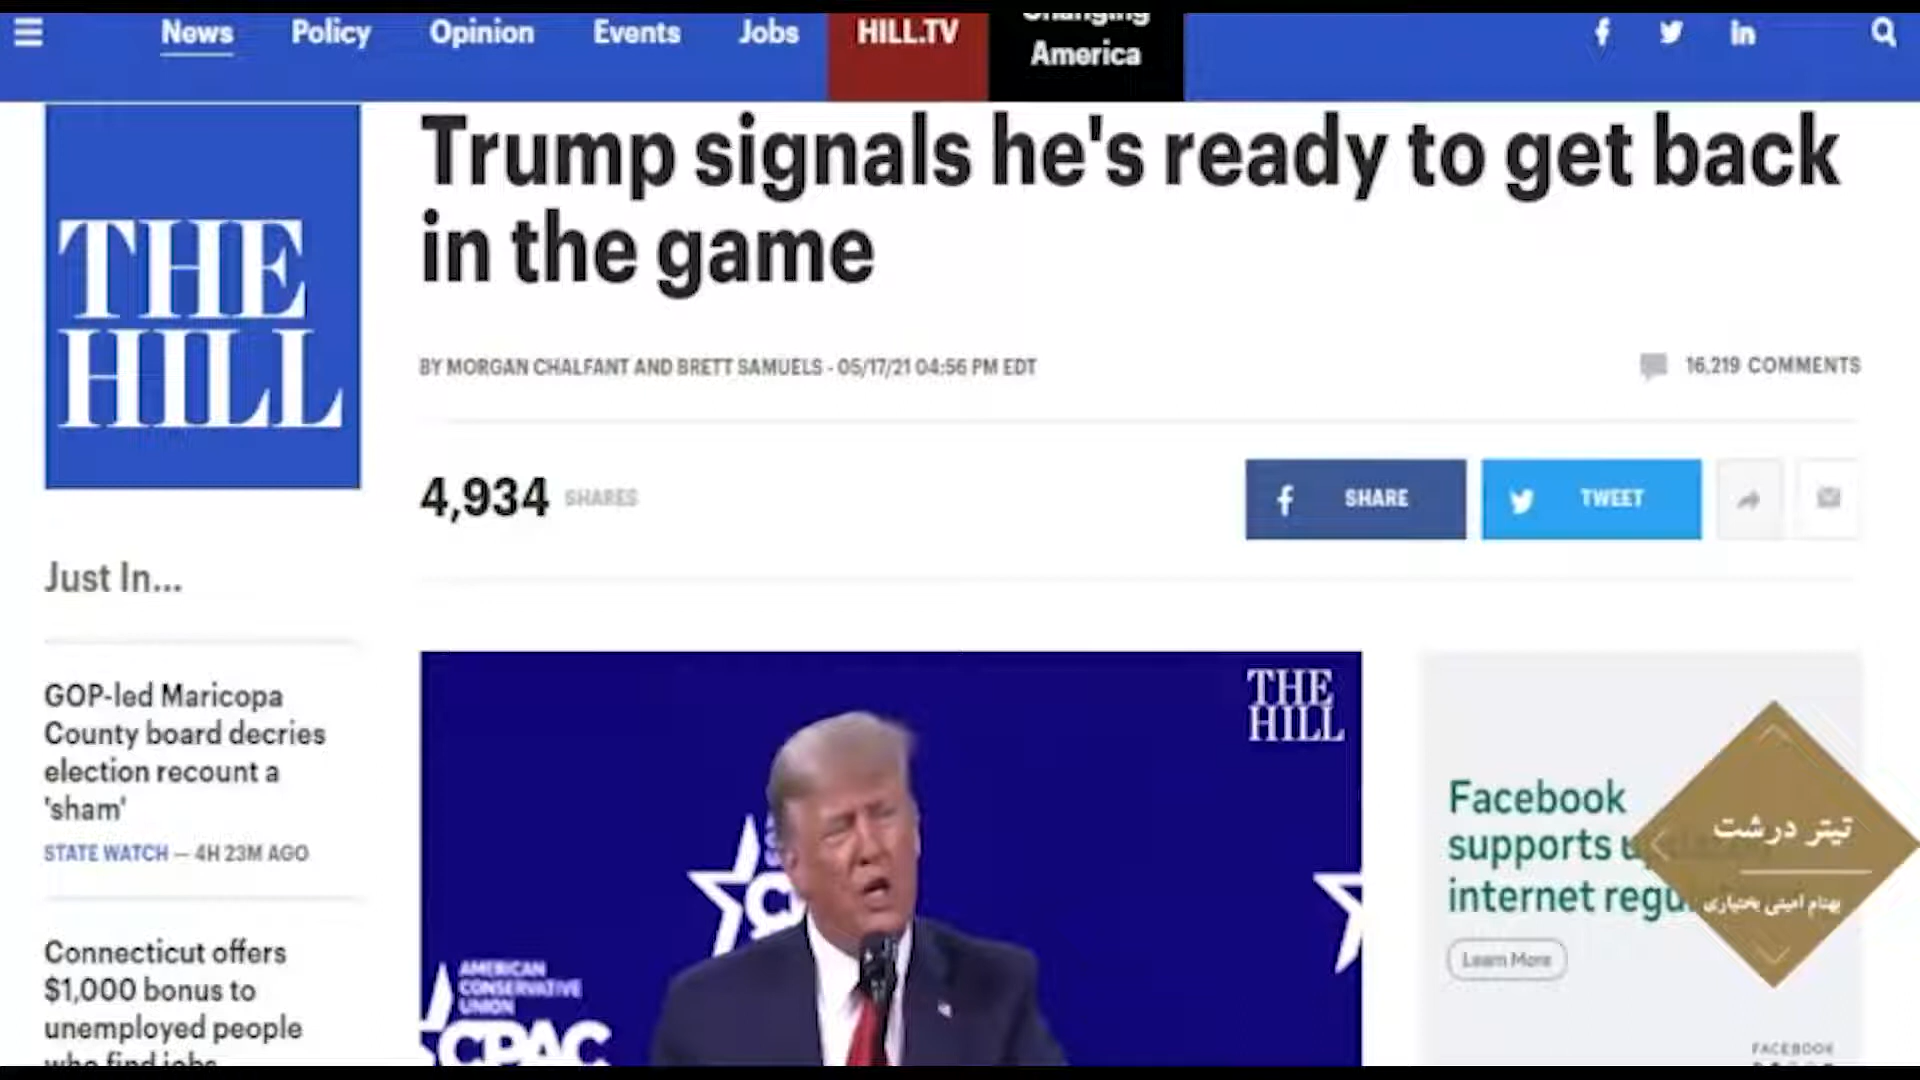 News
Policy
Opinion
Events
Jobs
HILL.TV
Changing
America
THE
HILL
Trump signals he's ready to get back
in the game
BY MORGAN CHALFANT AND BRETT SAMUELS - 05/17/21 04:56 PM EDT
16,219 COMMENTS
4,934 SHARES
SHARE
TWEET
Just In...
GOP-led Maricopa
County board decries
election recount a
'sham'
STATE WATCH — 4H 23M AGO
Connecticut offers
$1,000 bonus to
unemployed people
who find jobs
THE
HILL
AMERICAN
CONSERVATIVE
UNION
CPAC
Facebook
supports
internet
Learn More
FACEBOOK
تیتر درشت
بهنام امینی بختیاری